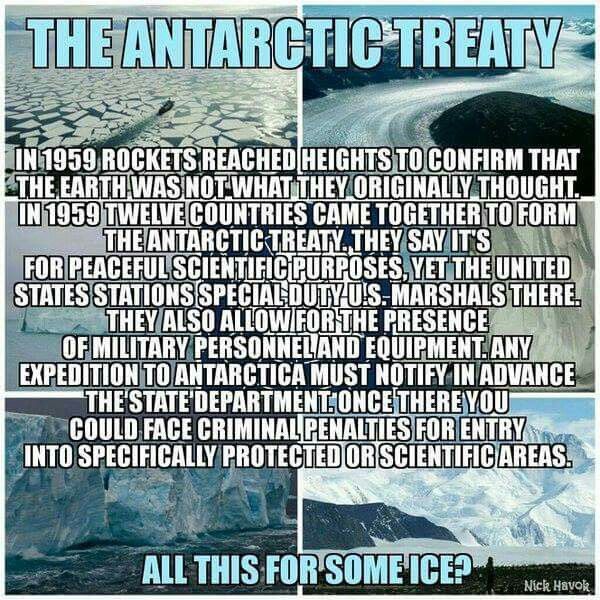 THE ANTARCTIC TREATY
IN 1959 ROCKETS REACHED HEIGHTS TO CONFIRM THAT
THE EARTH WAS NOT WHAT THEY ORIGINALLY THOUGHT.
IN 1959 TWELVE COUNTRIES CAME TOGETHER TO FORM
THE ANTARCTIC TREATY. THEY SAY IT'S
FOR PEACEFUL SCIENTIFIC PURPOSES, YET THE UNITED
STATES STATIONS SPECIAL DUTY U.S. MARSHALS THERE.
THEY ALSO ALLOW FOR THE PRESENCE
OF MILITARY PERSONNEL AND EQUIPMENT. ANY
EXPEDITION TO ANTARCTICA MUST NOTIFY IN ADVANCE
THE STATE DEPARTMENT. ONCE THERE YOU
COULD FACE CRIMINAL PENALTIES FOR ENTRY
INTO SPECIFICALLY PROTECTED OR SCIENTIFIC AREAS.
ALL THIS FOR SOME ICE?
Nick Havok